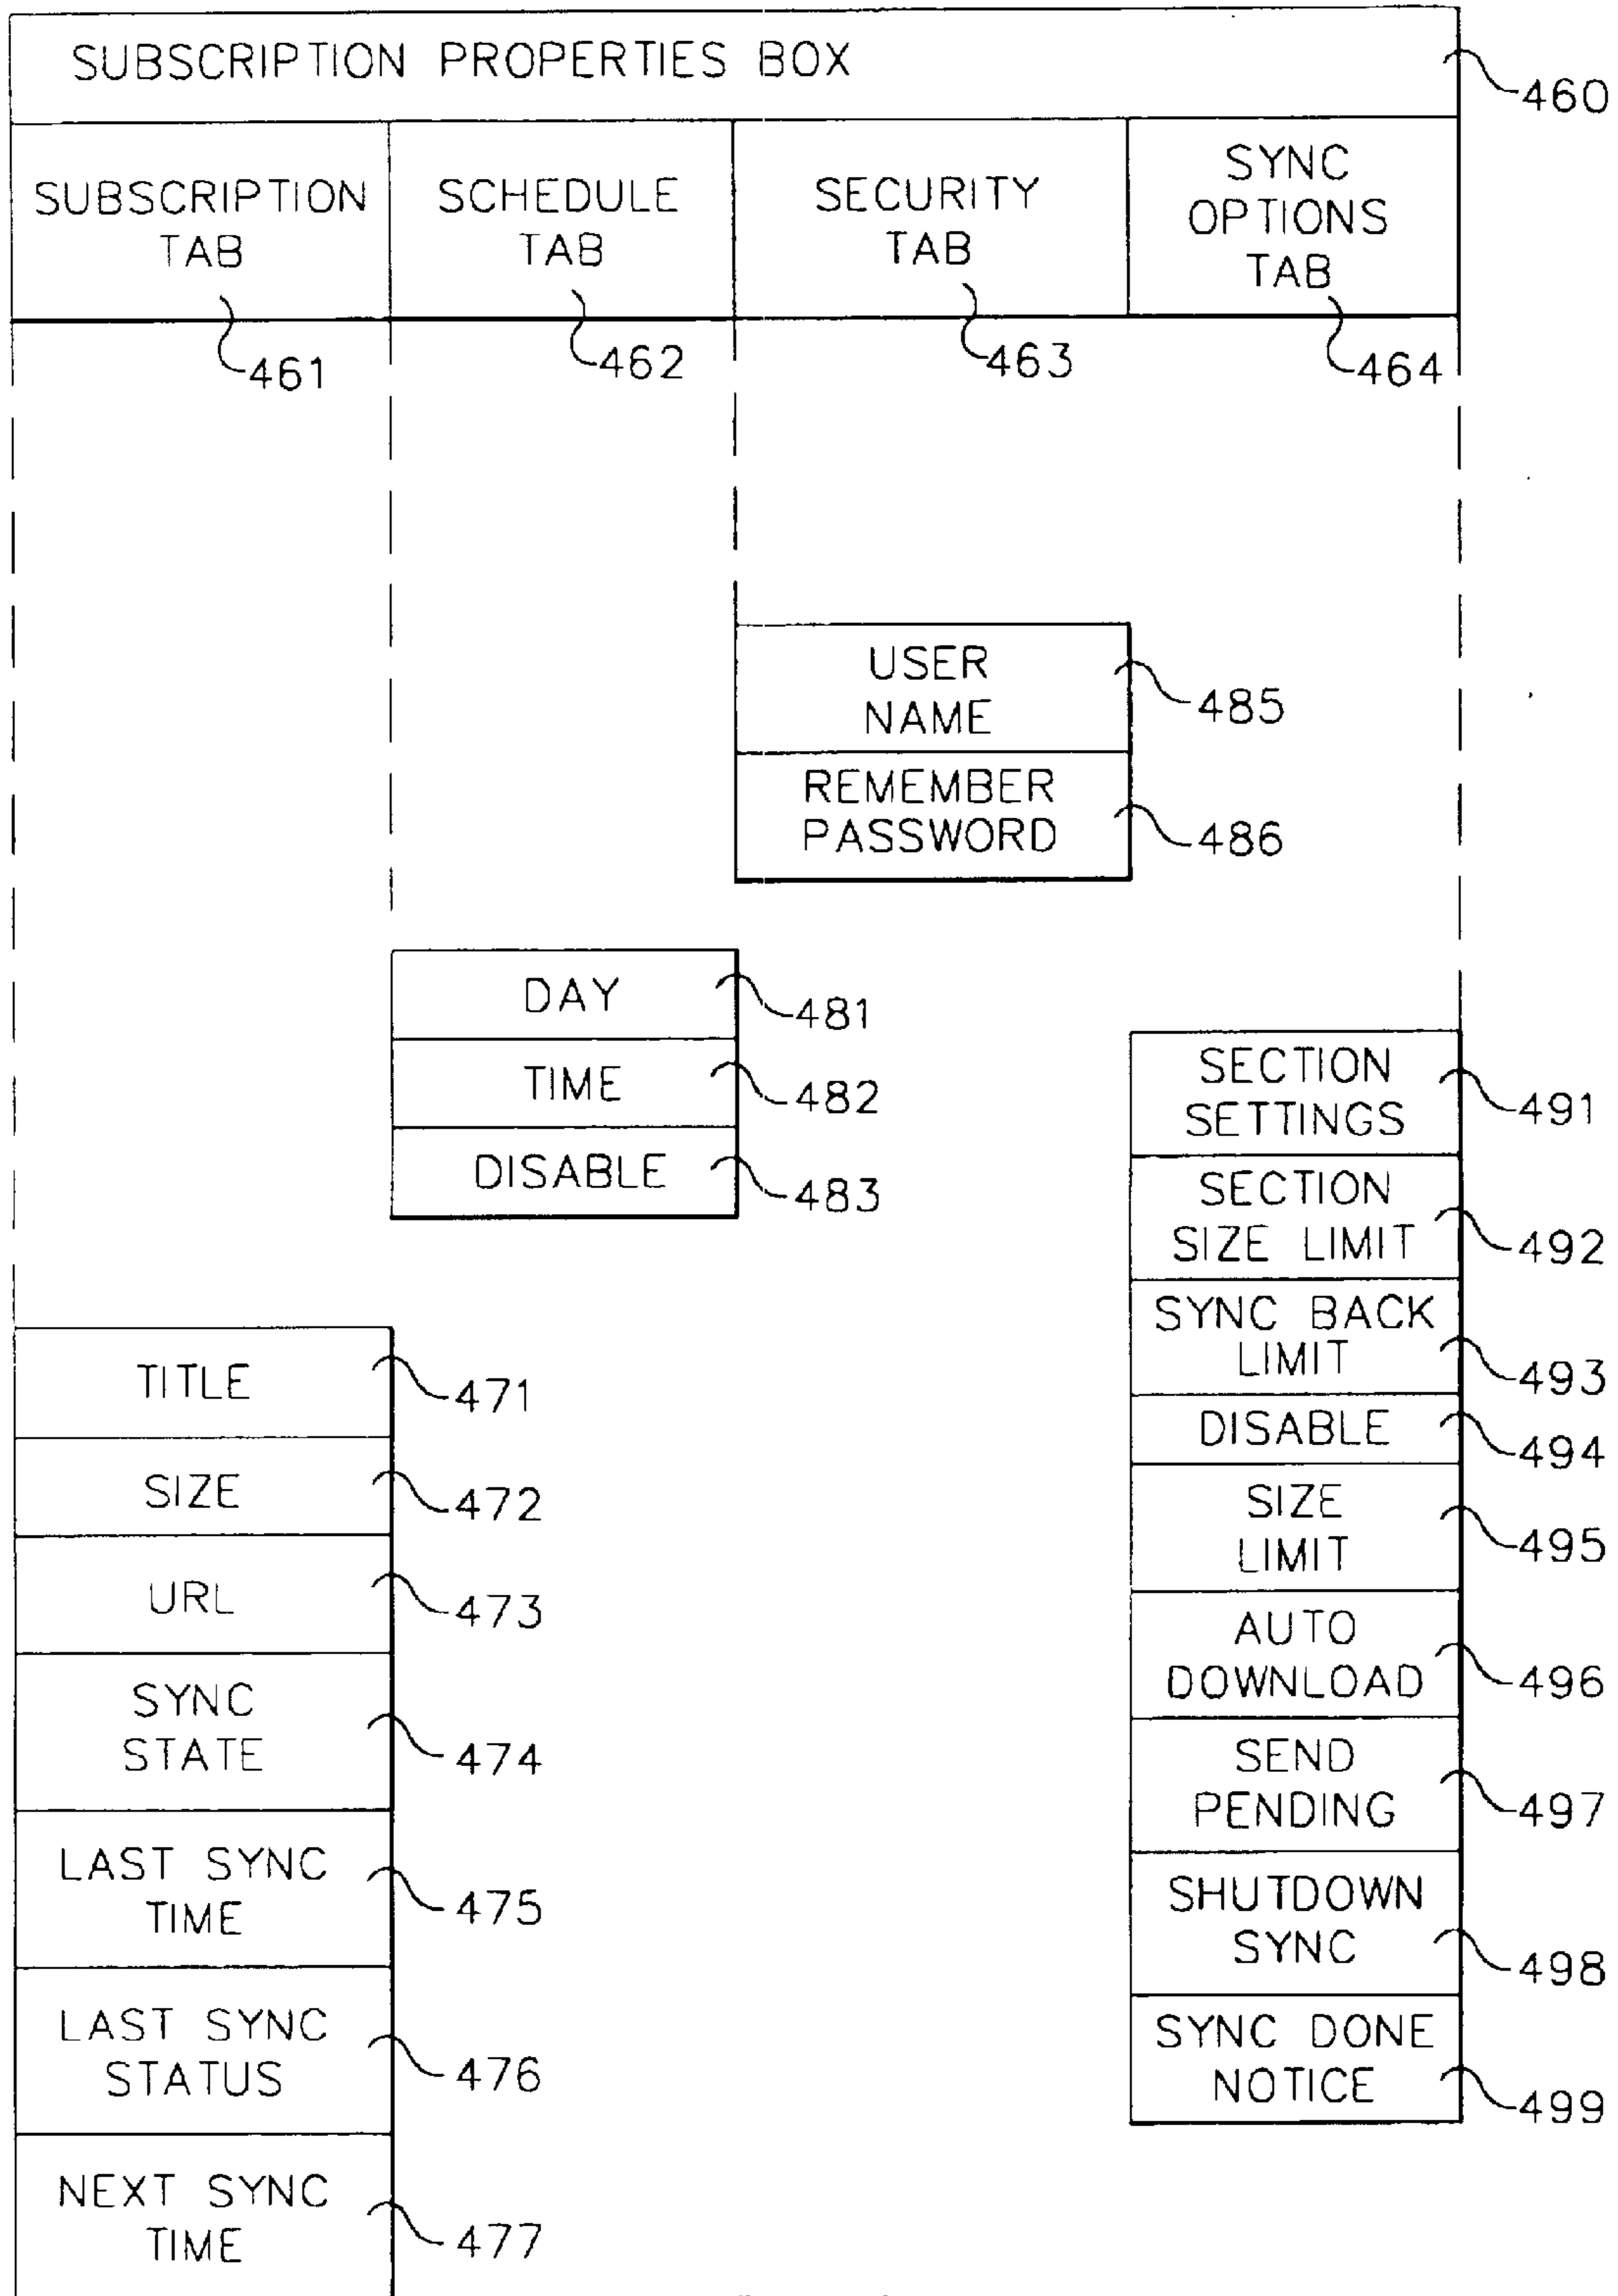 SUBSCRIPTION PROPERTIES BOX
460
SUBSCRIPTION
TAB
461
SCHEDULE
TAB
462
SECURITY
TAB
463
SYNC
OPTIONS
TAB
464
USER
NAME
485
REMEMBER
PASSWORD
486
DAY
481
TIME
482
DISABLE
483
SECTION
SETTINGS
491
SECTION
SIZE LIMIT
492
SYNC BACK
LIMIT
493
DISABLE
494
SIZE
LIMIT
495
AUTO
DOWNLOAD
496
SEND
PENDING
497
SHUTDOWN
SYNC
498
SYNC DONE
NOTICE
499
TITLE
471
SIZE
472
URL
473
SYNC
STATE
474
LAST SYNC
TIME
475
LAST SYNC
STATUS
476
NEXT SYNC
TIME
477